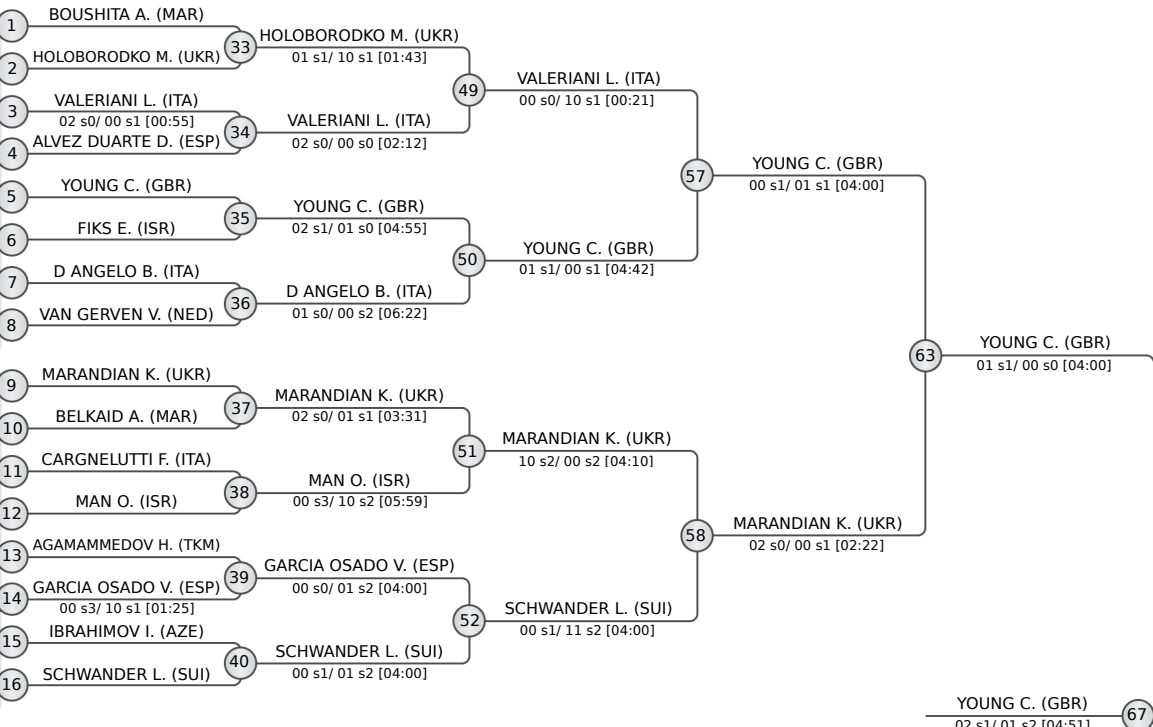 1
BOUSHITA A. (MAR)
2
HOLOBORODKO M. (UKR)
3
VALERIANI L. (ITA)
02 s0/ 00 s1 [00:55]
4
ALVEZ DUARTE D. (ESP)
5
YOUNG C. (GBR)
6
FIKS E. (ISR)
7
D ANGELO B. (ITA)
8
VAN GERVEN V. (NED)
9
MARANDIAN K. (UKR)
10
BELKAID A. (MAR)
11
CARGNELUTTI F. (ITA)
12
MAN O. (ISR)
13
AGAMAMMEDOV H. (TKM)
14
GARCIA OSADO V. (ESP)
00 s3/ 10 s1 [01:25]
15
IBRAHIMOV I. (AZE)
16
SCHWANDER L. (SUI)
33
HOLOBORODKO M. (UKR)
01 s1/ 10 s1 [01:43]
34
VALERIANI L. (ITA)
02 s0/ 00 s0 [02:12]
35
YOUNG C. (GBR)
02 s1/ 01 s0 [04:55]
36
D ANGELO B. (ITA)
01 s0/ 00 s2 [06:22]
37
MARANDIAN K. (UKR)
02 s0/ 01 s1 [03:31]
38
MAN O. (ISR)
00 s3/ 10 s2 [05:59]
39
GARCIA OSADO V. (ESP)
00 s0/ 01 s2 [04:00]
40
SCHWANDER L. (SUI)
00 s1/ 01 s2 [04:00]
49
VALERIANI L. (ITA)
00 s0/ 10 s1 [00:21]
50
YOUNG C. (GBR)
01 s1/ 00 s1 [04:42]
51
MARANDIAN K. (UKR)
10 s2/ 00 s2 [04:10]
52
SCHWANDER L. (SUI)
00 s1/ 11 s2 [04:00]
57
YOUNG C. (GBR)
00 s1/ 01 s1 [04:00]
58
MARANDIAN K. (UKR)
02 s0/ 00 s1 [02:22]
63
YOUNG C. (GBR)
01 s1/ 00 s0 [04:00]
YOUNG C. (GBR)
02 s1/ 01 s2 [04:51]
67